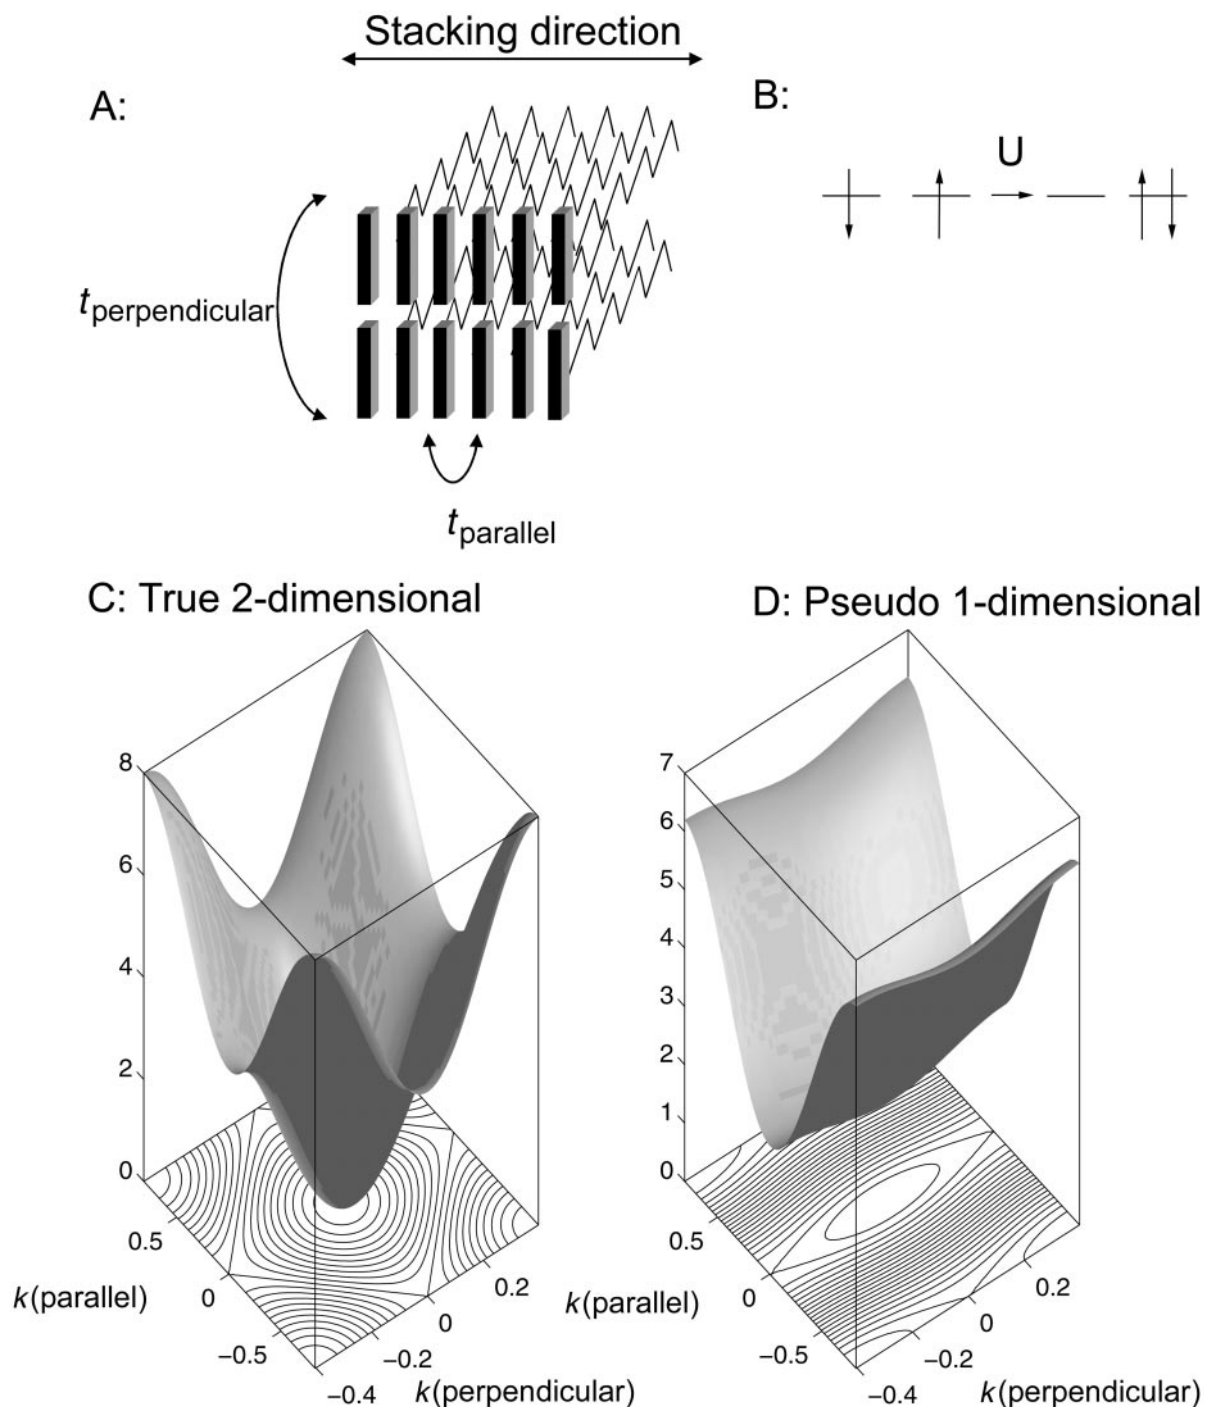 Stacking direction
A:
B:
U
t perpendicular
t parallel
C: True 2-dimensional
D: Pseudo 1-dimensional
8
6
4
2
0
0.5
0
−0.5
k(parallel)
0.2
0
−0.2
−0.4
k(perpendicular)
7
6
5
4
3
2
1
0
0.5
0
−0.5
k(parallel)
0.2
0
−0.2
−0.4
k(perpendicular)